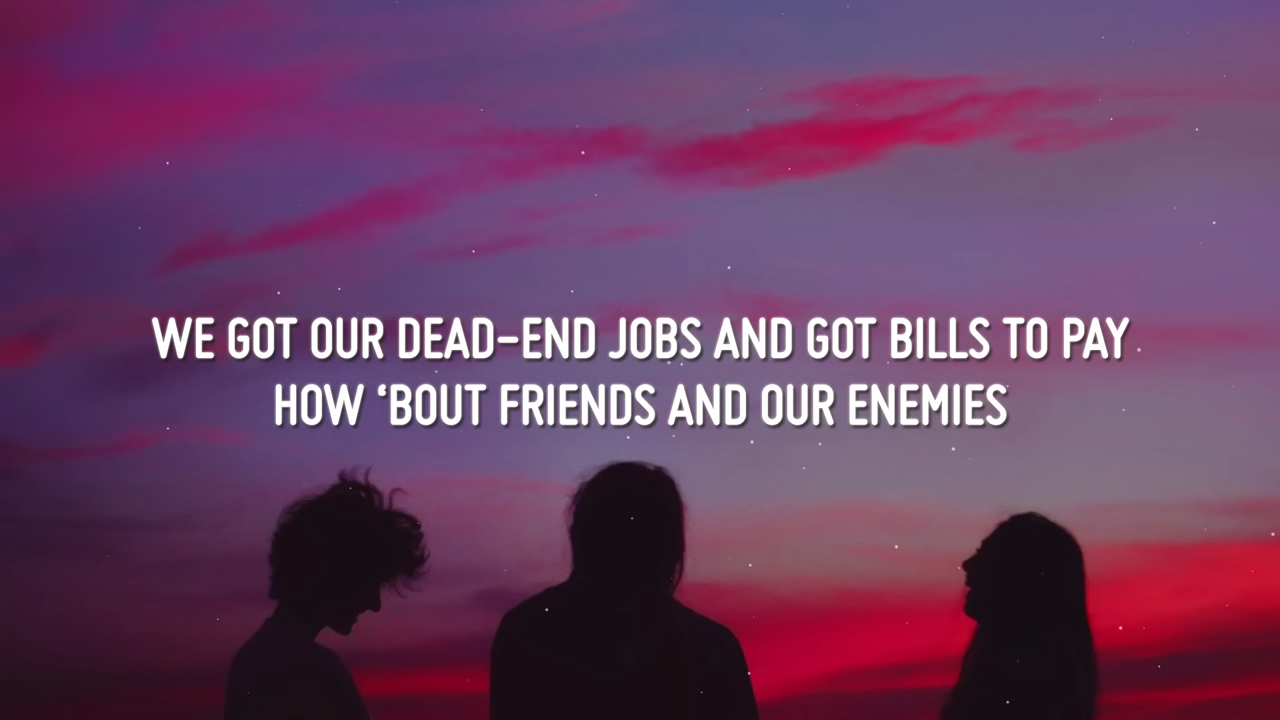 WE GOT OUR DEAD-END JOBS AND GOT BILLS TO PAY
HOW ‘BOUT FRIENDS AND OUR ENEMIES